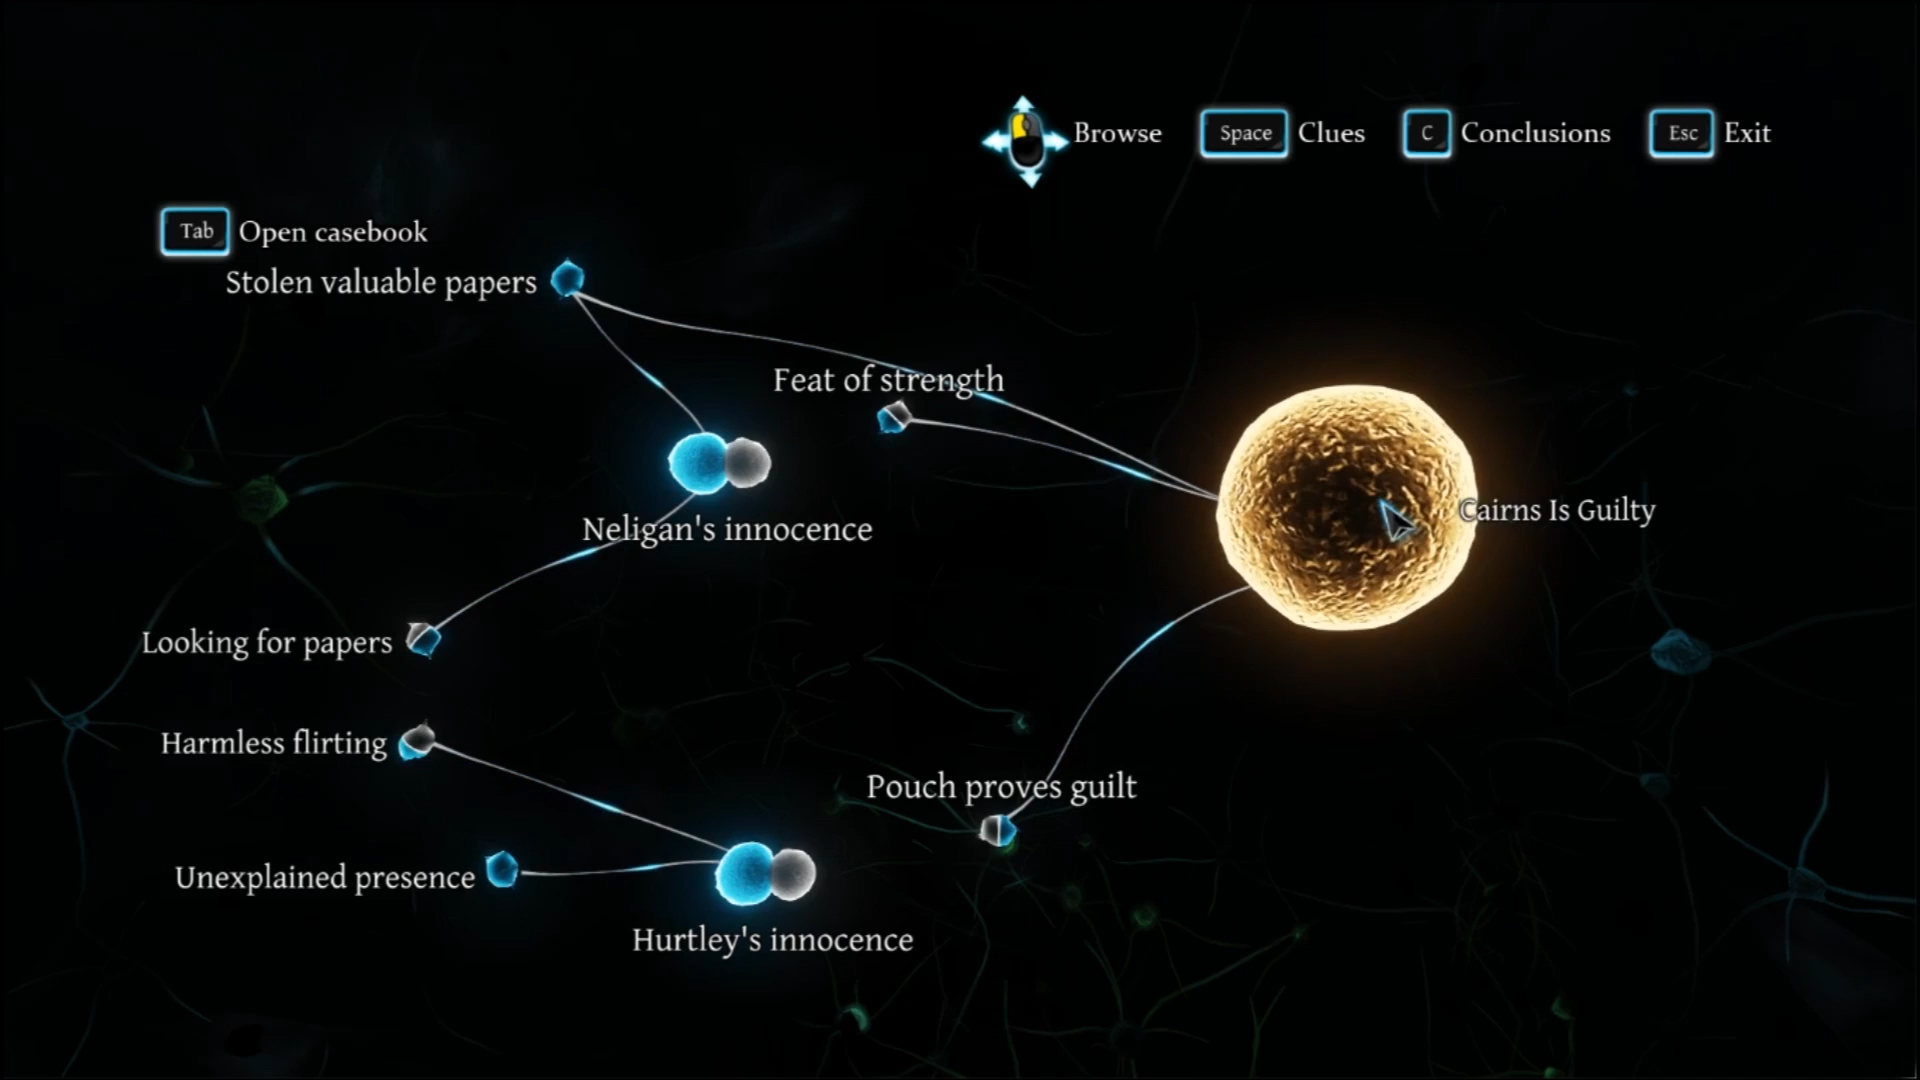 Browse
Space Clues
C Conclusions
Esc Exit
Tab Open casebook
Stolen valuable papers
Feat of strength
Cairns Is Guilty
Neligan's innocence
Looking for papers
Harmless flirting
Pouch proves guilt
Unexplained presence
Hurtley's innocence